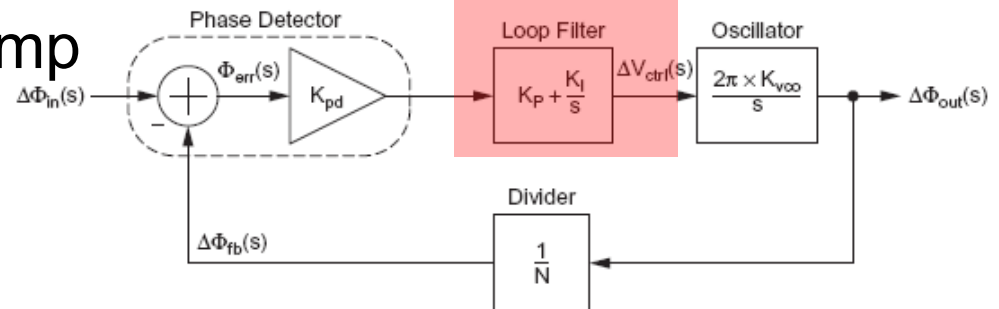 mp
Phase Detector
Loop Filter
Oscillator
ΔΦin(s)
Φerr(s)
Kpd
KP + KI/s
ΔVctrl(s)
2π × Kvco/s
ΔΦout(s)
+
−
Divider
ΔΦfb(s)
1/N